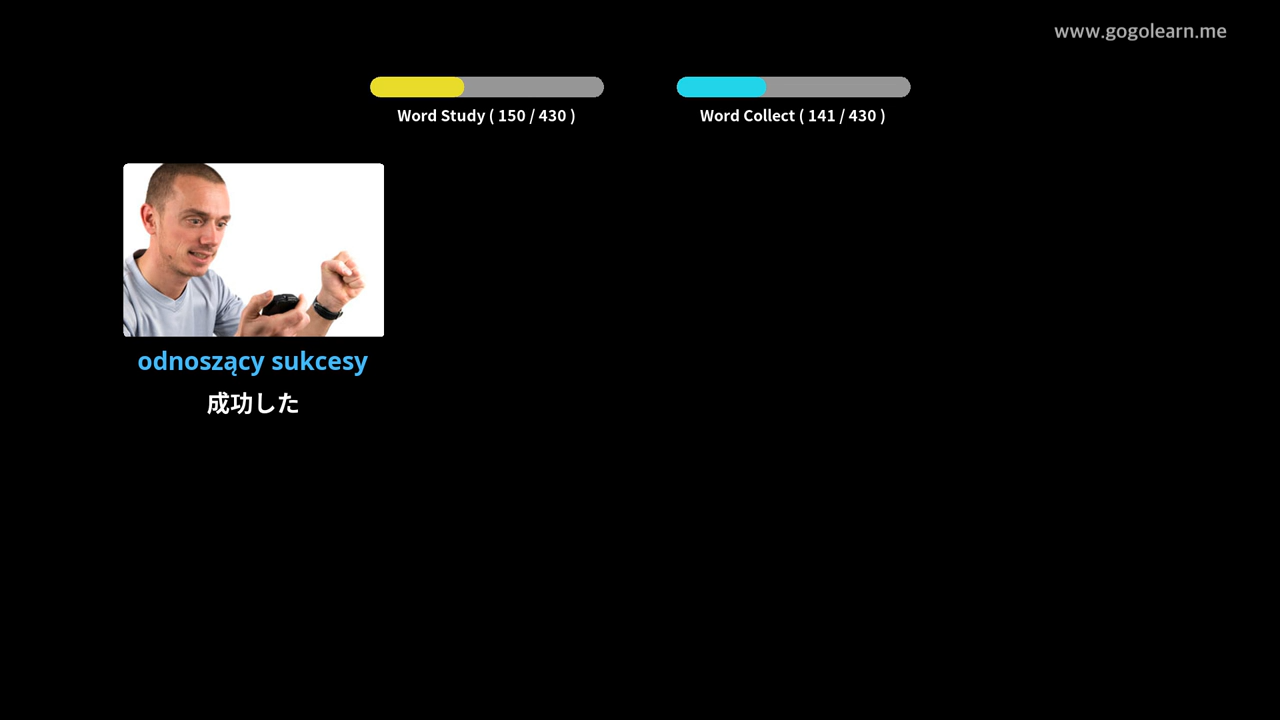 www.gogolearn.me
Word Study ( 150 / 430 )
Word Collect ( 141 / 430 )
odnoszący sukcesy
成功した